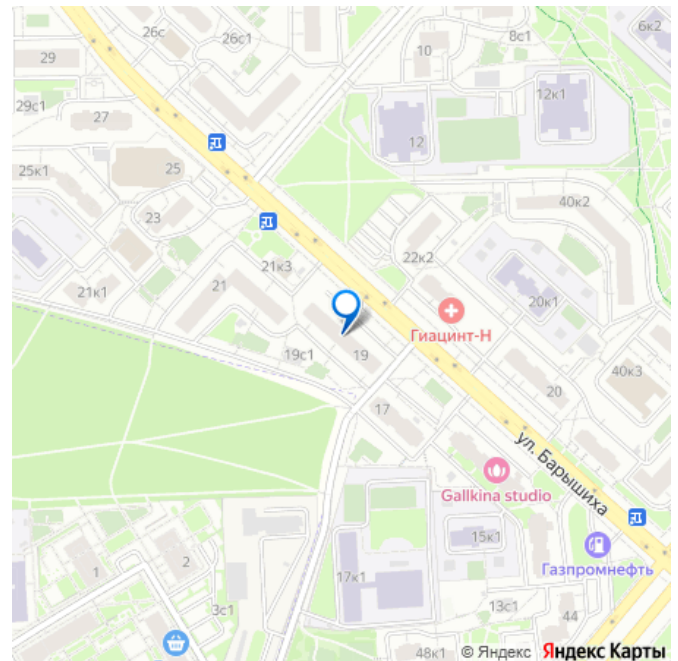 26с
26с1
8с1
6к2
10
29
12к1
29с1
27
12
25
25к1
40к2
23
22к2
21к3
21
21к1
20к1
Гиацинт-Н
19с1
19
40к3
20
17
ул. Барышиха
Gallkina studio
15к1
Газпромнефть
2
1
17к1
3с1
13с1
44
48к1
© Яндекс Яндекс Карты